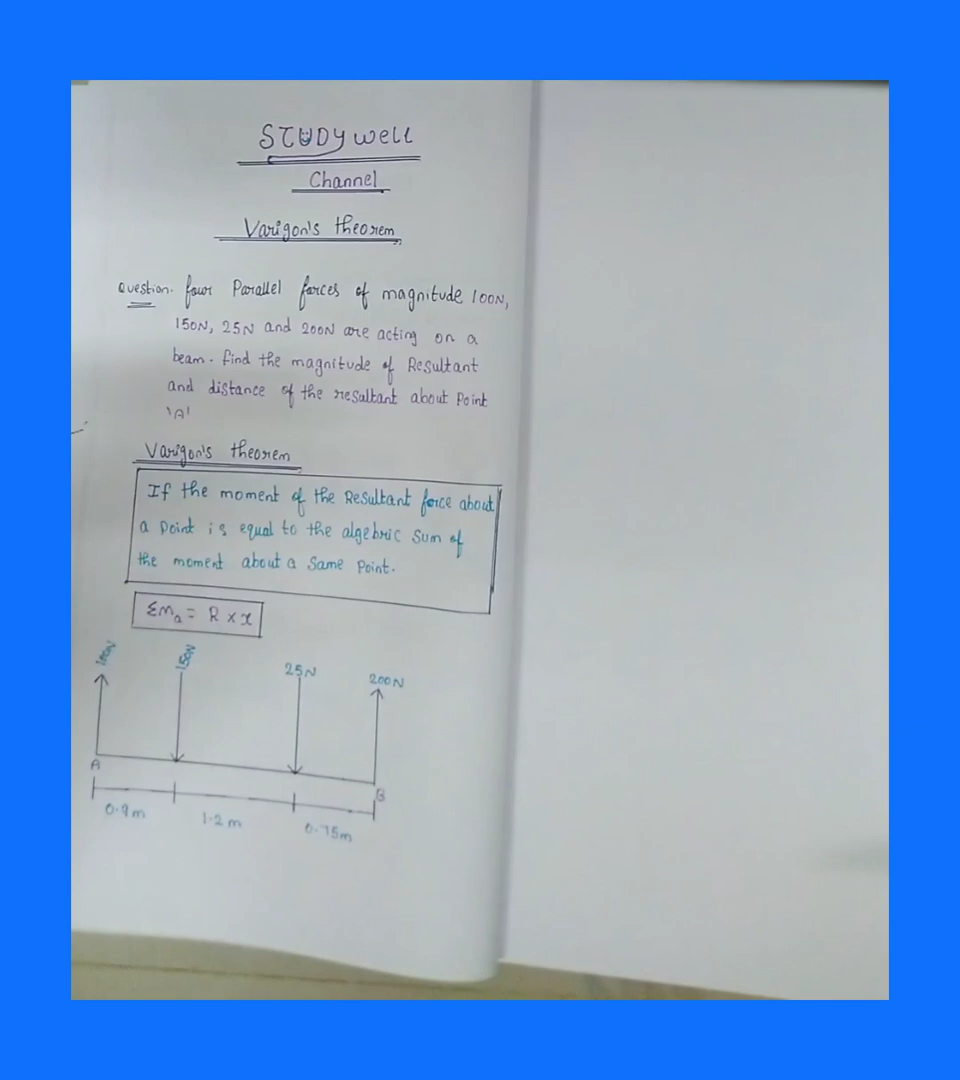 STUDY well
Channel
Varigon's theorem
Question. four Parallel forces of magnitude 100N,
150N, 25N and 200N are acting on a
beam. find the magnitude of Resultant
and distance of the resultant about Point
'A'
Varigon's theorem
If the moment of the Resultant force about
a point is equal to the algebric Sum of
the moment about a Same Point.
Σma = R × x
100N 150N 25N 200N
A B
1.2m 0.75m